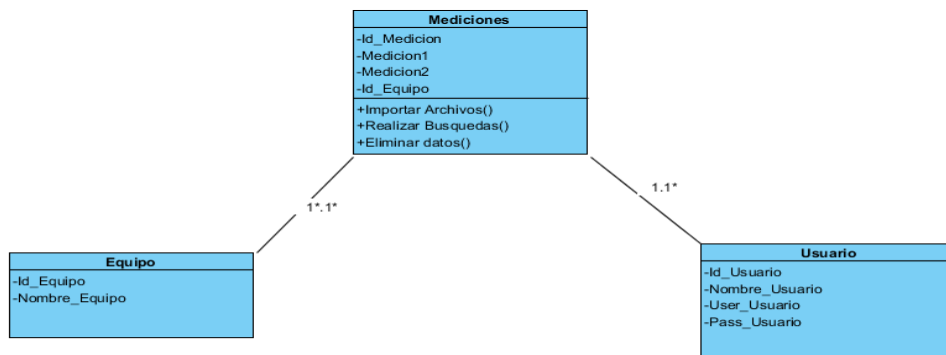 Mediciones
-Id_Medicion
-Medicion1
-Medicion2
-Id_Equipo
+Importar Archivos()
+Realizar Busquedas()
+Eliminar datos()
1*.1*
1.1*
Equipo
-Id_Equipo
-Nombre_Equipo
Usuario
-Id_Usuario
-Nombre_Usuario
-User_Usuario
-Pass_Usuario